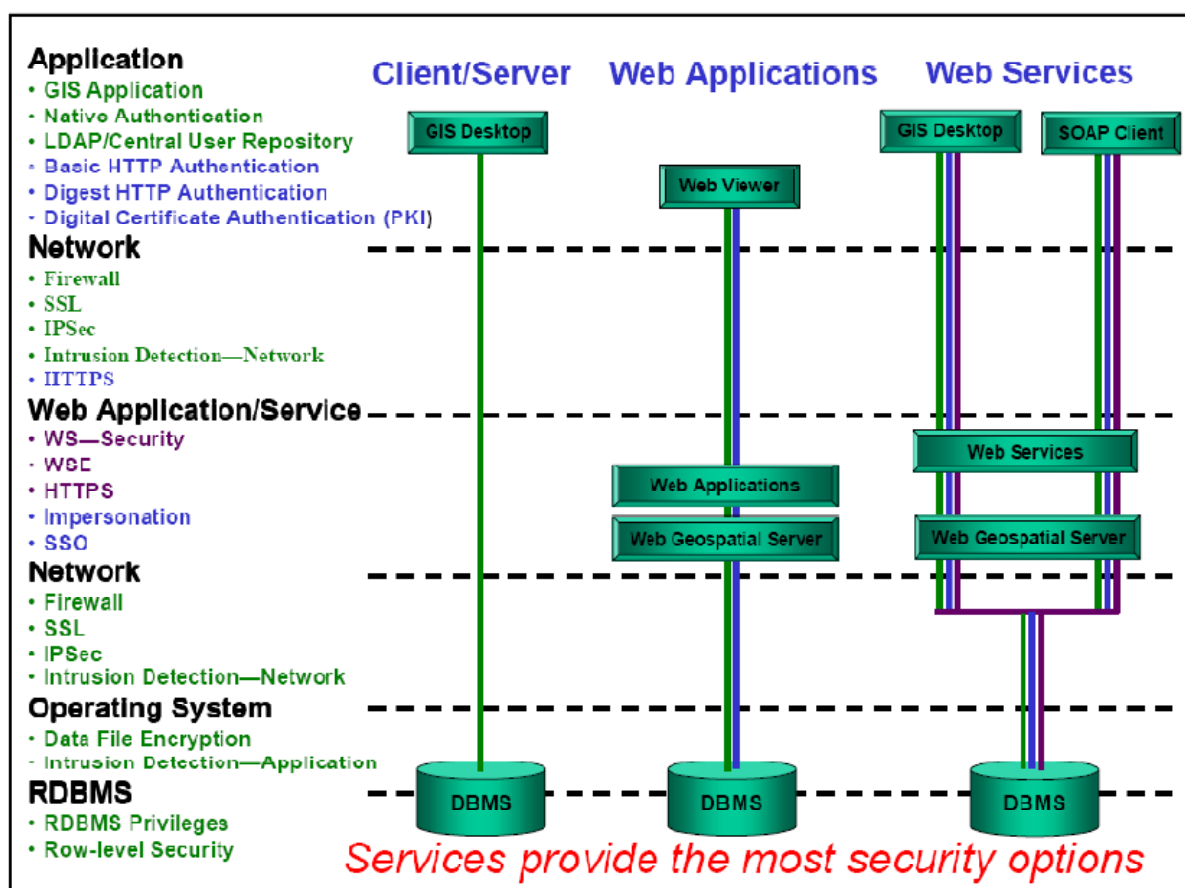 Application
• GIS Application
- Native Authentication
• LDAP/Central User Repository
• Basic HTTP Authentication
• Digest HTTP Authentication
- Digital Certificate Authentication (PKI)
Network
• Firewall
• SSL
• IPSec
• Intrusion Detection—Network
• HTTPS
Web Application/Service
• WS—Security
- WSE
• HTTPS
• Impersonation
• SSO
Network
• Firewall
• SSL
• IPSec
• Intrusion Detection—Network
Operating System
• Data File Encryption
- Intrusion Detection—Application
RDBMS
• RDBMS Privileges
• Row-level Security
Client/Server
GIS Desktop
DBMS
Web Applications
Web Viewer
Web Applications
Web Geospatial Server
DBMS
Web Services
GIS Desktop
SOAP Client
Web Services
Web Geospatial Server
DBMS
Services provide the most security options